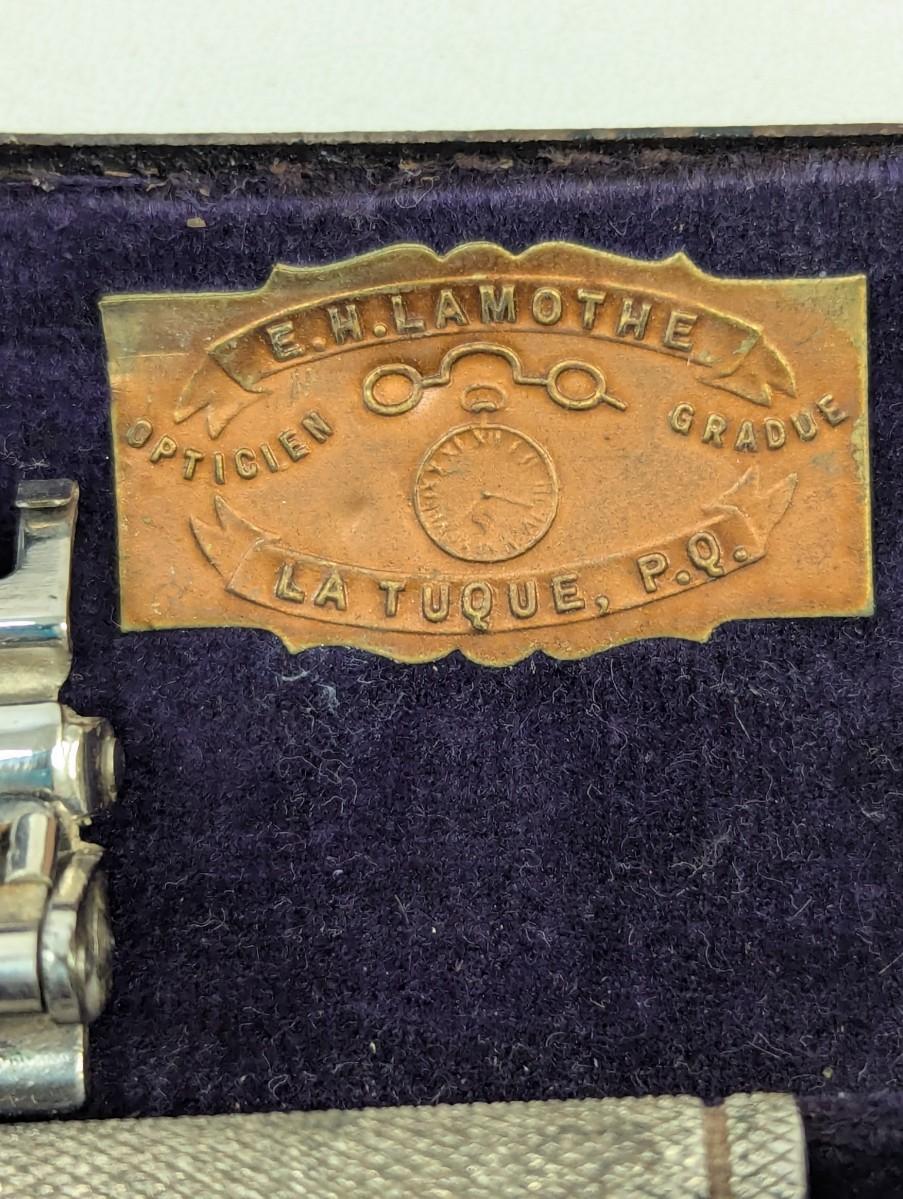 E.H.LAMOTHE
OPTICIEN GRADUE
LA TUQUE, P.Q.